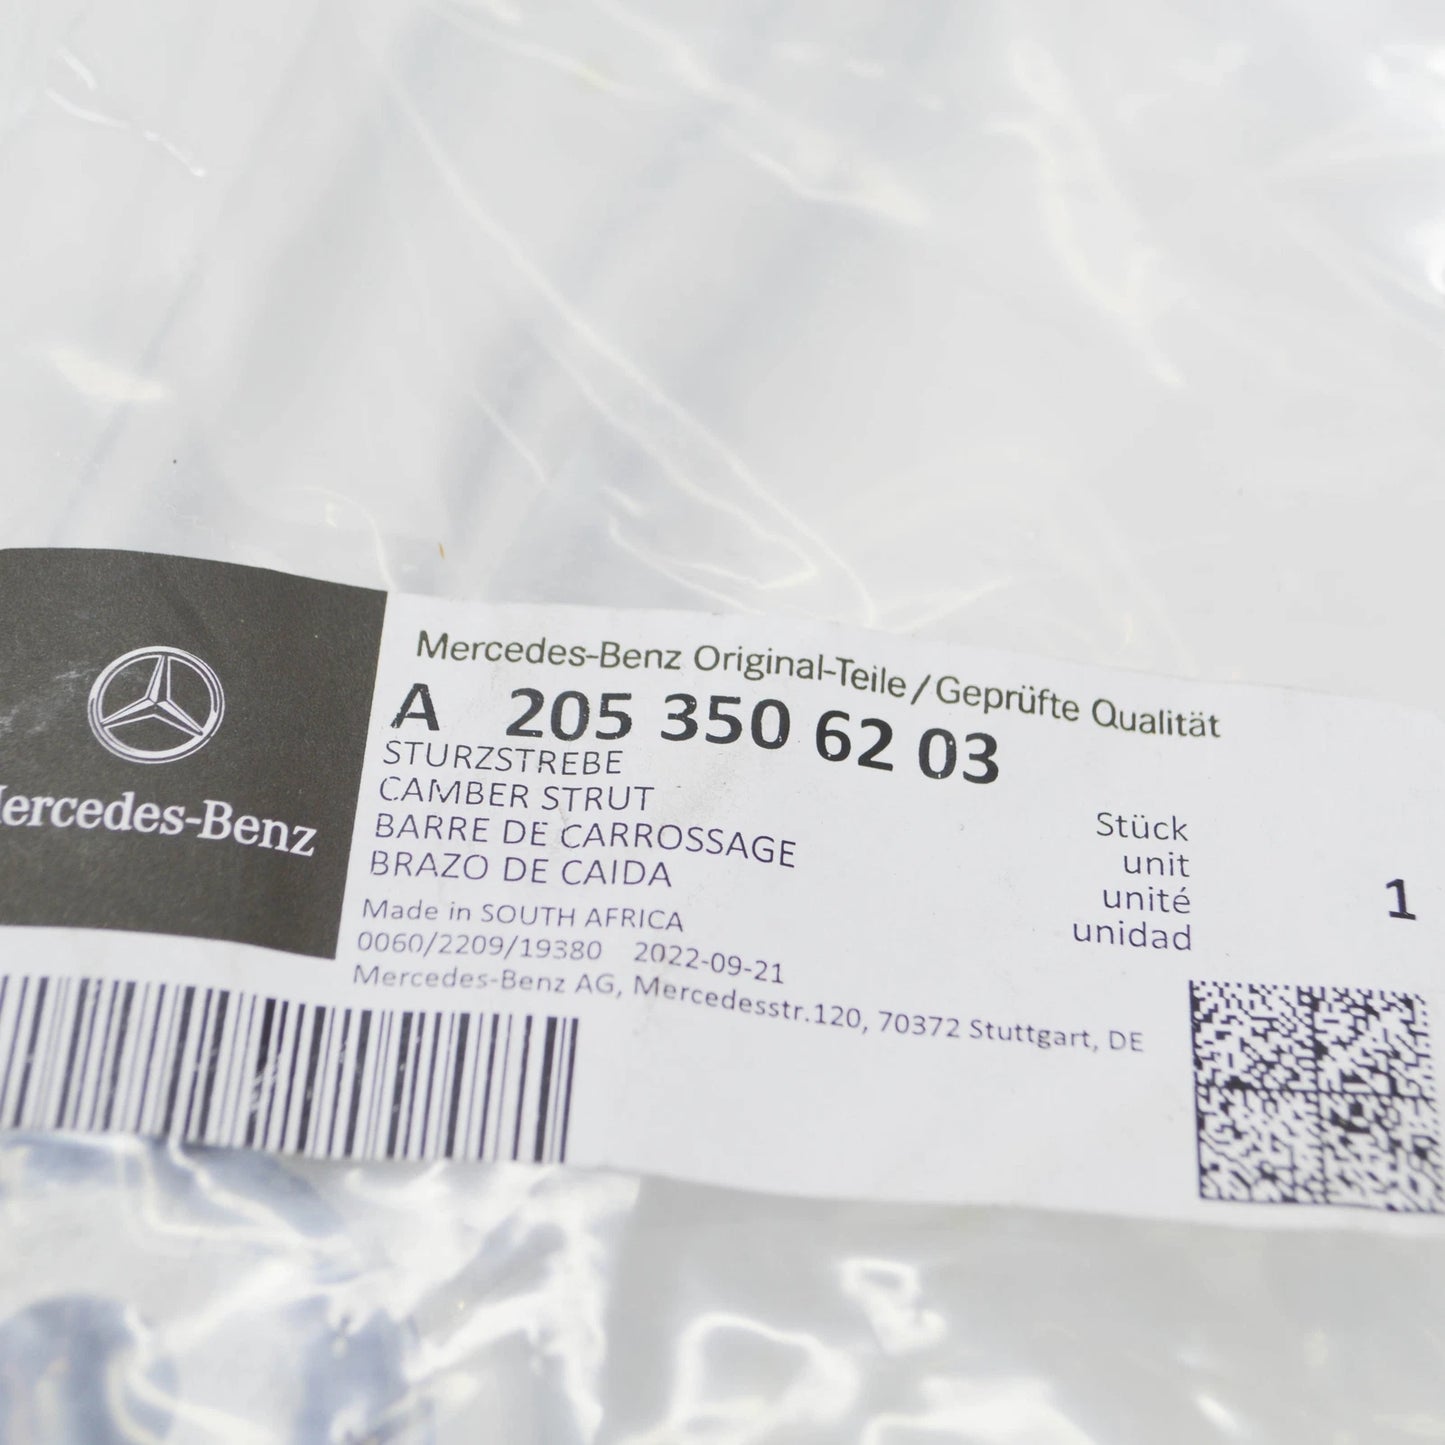 Mercedes-Benz
Mercedes-Benz Original-Teile/Geprüfte Qualität
A 205 350 62 03
STURZSTREBE
CAMBER STRUT
BARRE DE CARROSSAGE
BRAZO DE CAIDA
Stück
unit
unité
unidad
1
Made in SOUTH AFRICA
0060/2209/19380 2022-09-21
Mercedes-Benz AG, Mercedesstr.120, 70372 Stuttgart, DE